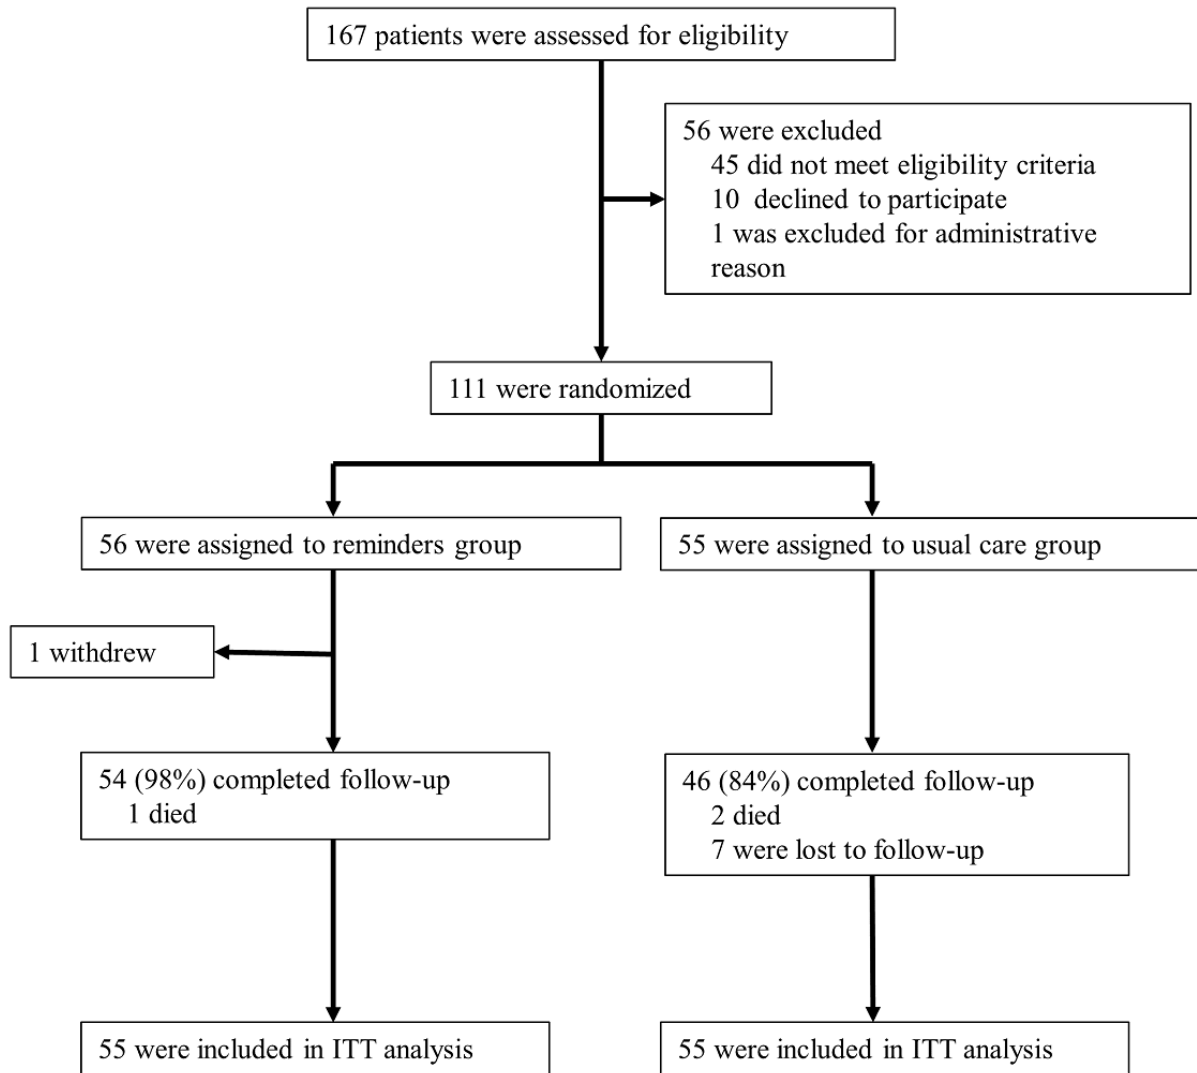 167 patients were assessed for eligibility
56 were excluded
45 did not meet eligibility criteria
10  declined to participate
1 was excluded for administrative
reason
111 were randomized
56 were assigned to reminders group
55 were assigned to usual care group
1 withdrew
54 (98%) completed follow-up
1 died
46 (84%) completed follow-up
2 died
7 were lost to follow-up
55 were included in ITT analysis
55 were included in ITT analysis